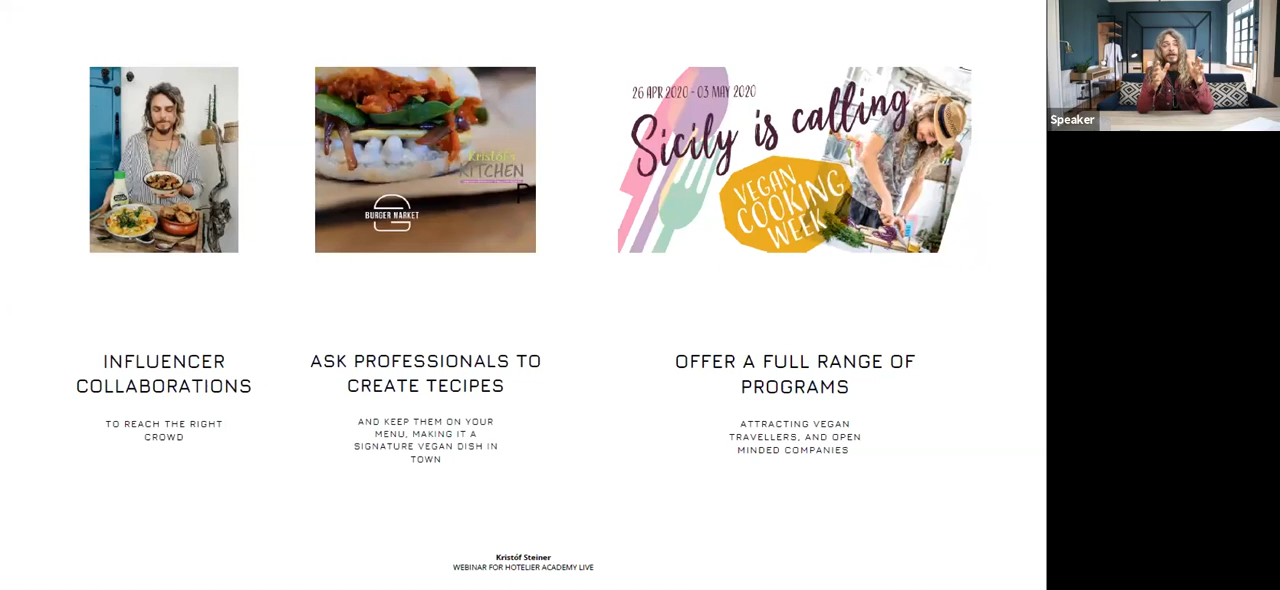 26 APR 2020 - 03 MAY 2020
Sicily is calling
VEGAN
COOKING
WEEK
Kristóf's
KITCHEN
BURGER MARKET
INFLUENCER
COLLABORATIONS
TO REACH THE RIGHT
CROWD
ASK PROFESSIONALS TO
CREATE TECIPES
AND KEEP THEM ON YOUR
MENU, MAKING IT A
SIGNATURE VEGAN DISH IN
TOWN
OFFER A FULL RANGE OF
PROGRAMS
ATTRACTING VEGAN
TRAVELLERS, AND OPEN
MINDED COMPANIES
Kristóf Steiner
WEBINAR FOR HOTELIER ACADEMY LIVE
Speaker